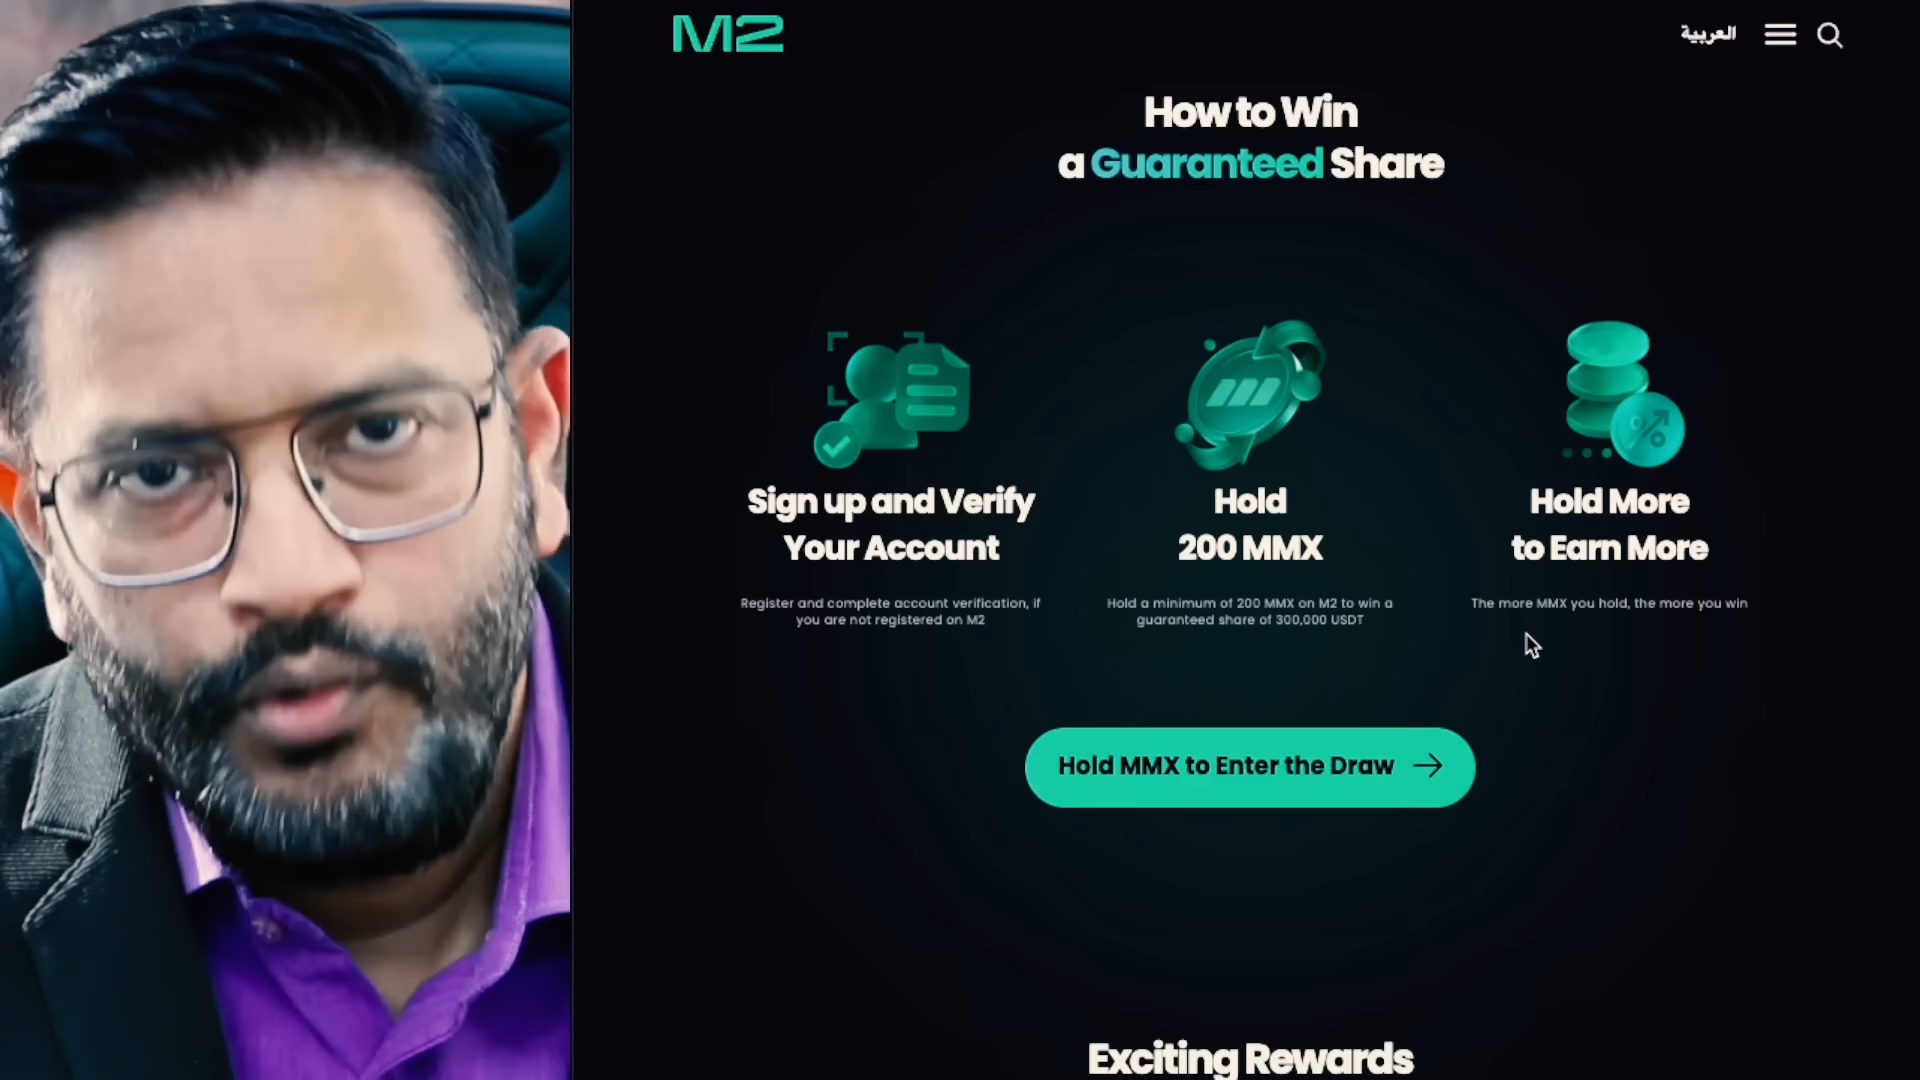 M2
العربية
How to Win
a Guaranteed Share
Sign up and Verify
Your Account
Register and complete account verification, if
you are not registered on M2
Hold
200 MMX
Hold a minimum of 200 MMX on M2 to win a
guaranteed share of 300,000 USDT
Hold More
to Earn More
The more MMX you hold, the more you win
Hold MMX to Enter the Draw
Exciting Rewards